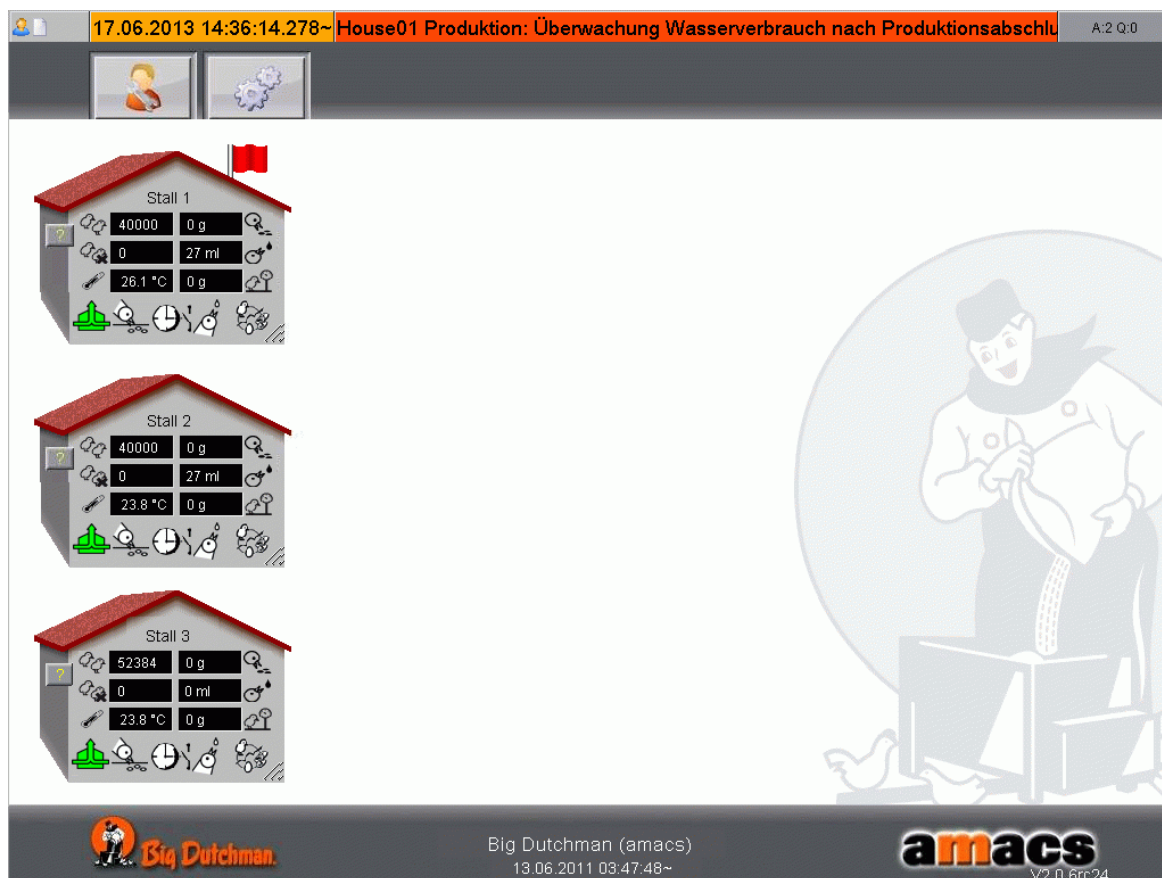 17.06.2013 14:36:14.278~ House01 Produktion: Überwachung Wasserverbrauch nach Produktionsabschlu A:2 Q:0
Stall 1
? 40000 0 g
0 27 ml
26.1 °C 0 g
Stall 2
? 40000 0 g
0 27 ml
23.8 °C 0 g
Stall 3
? 52384 0 g
0 0 ml
23.8 °C 0 g
Big Dutchman.
Big Dutchman (amacs)
13.06.2011 03:47:48~
amacs
V2.0.6rc24